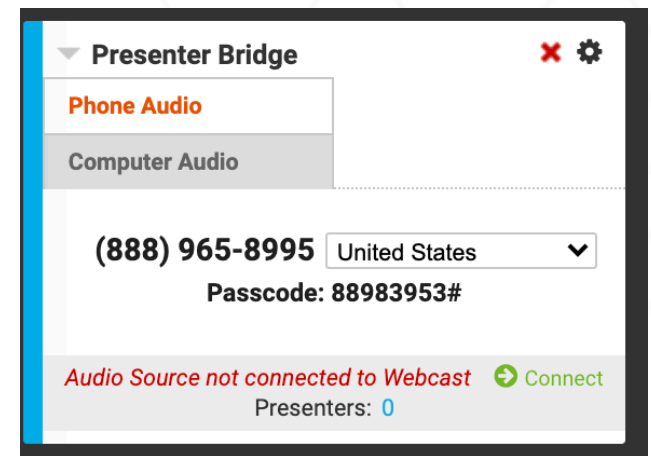 Presenter Bridge
Phone Audio
Computer Audio
(888) 965-8995 United States
Passcode: 88983953#
Audio Source not connected to Webcast Connect
Presenters: 0